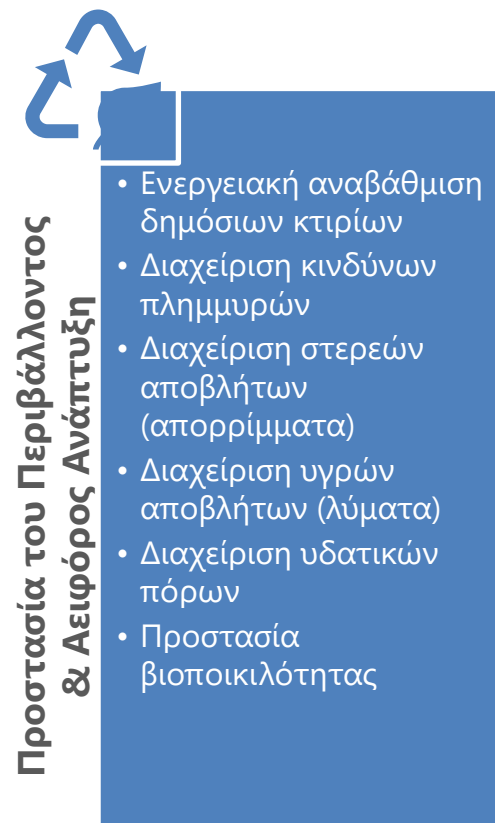 Προστασία του Περιβάλλοντος
& Αειφόρος Ανάπτυξη
• Ενεργειακή αναβάθμιση
δημόσιων κτιρίων
• Διαχείριση κινδύνων
πλημμυρών
• Διαχείριση στερεών
αποβλήτων
(απορρίμματα)
• Διαχείριση υγρών
αποβλήτων (λύματα)
• Διαχείριση υδατικών
πόρων
• Προστασία
βιοποικιλότητας